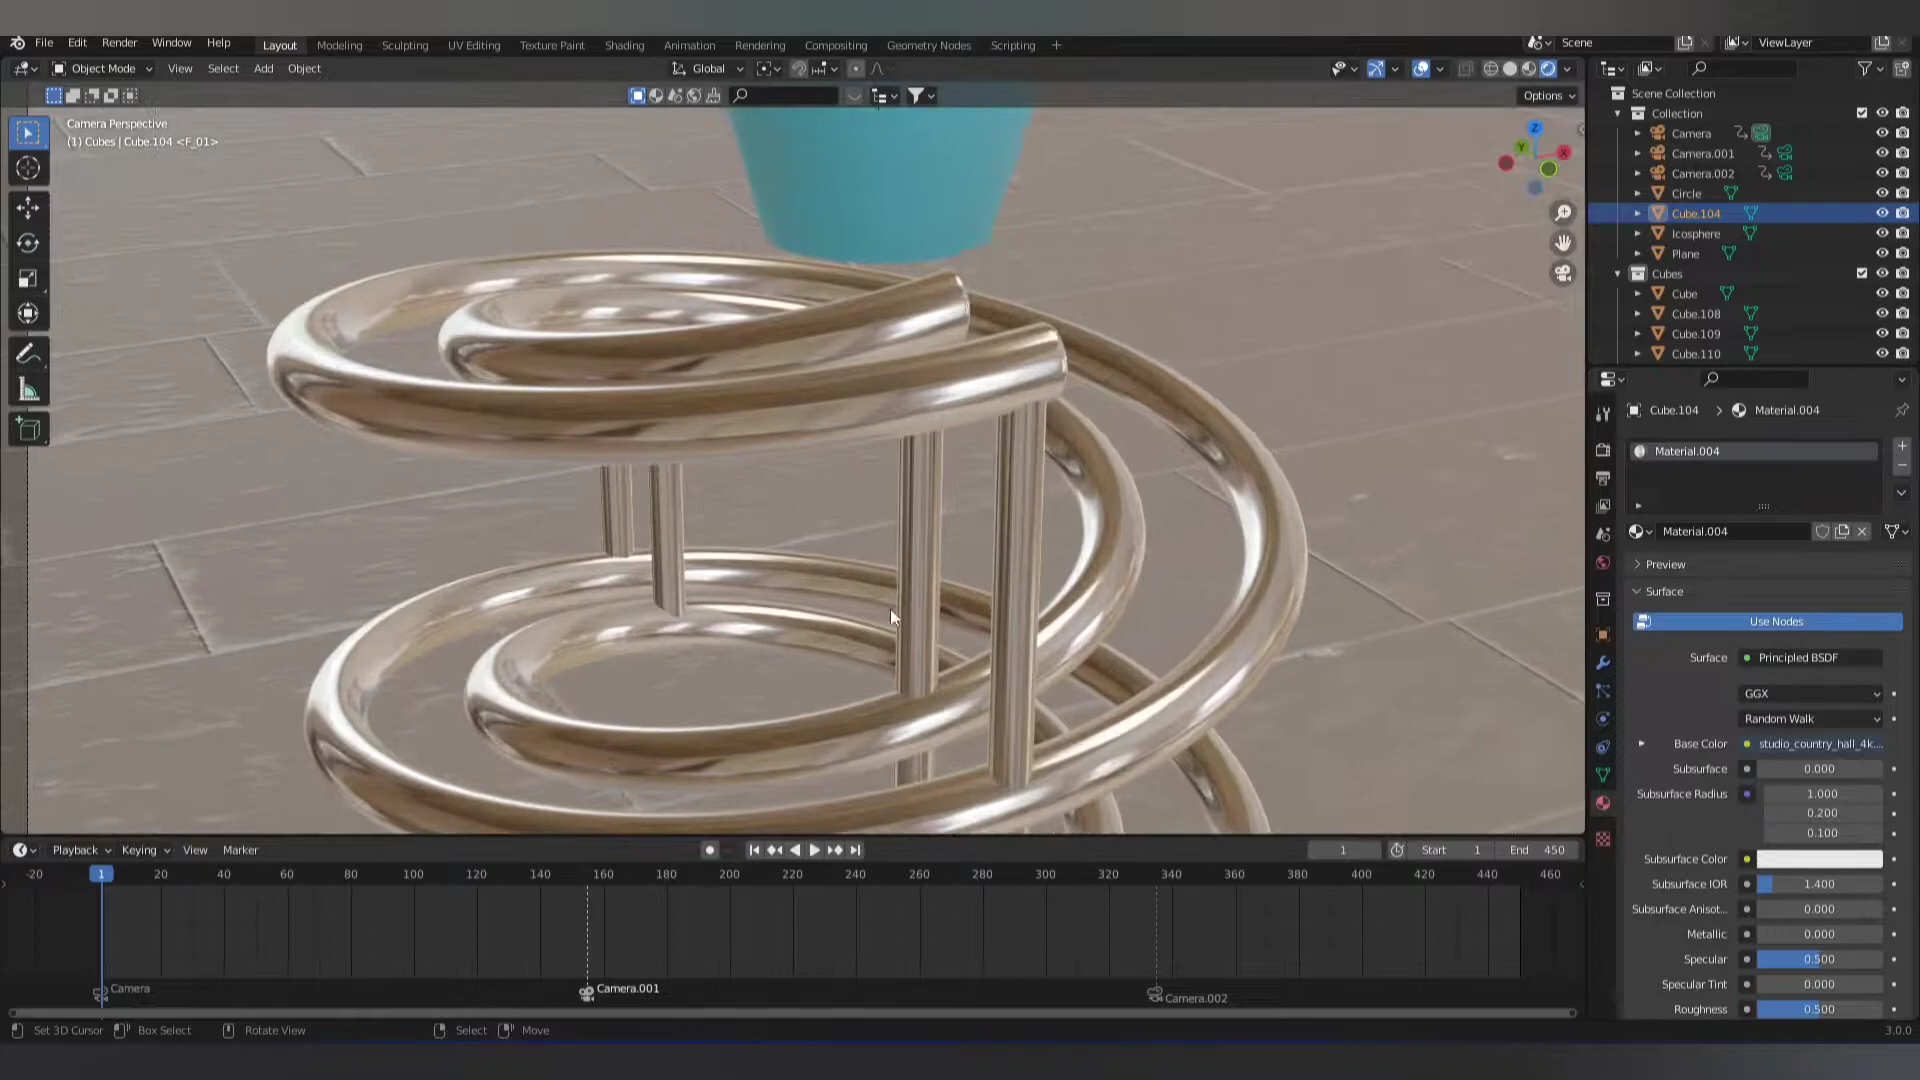 File Edit Render Window Help Layout Modeling Sculpting UV Editing Texture Paint Shading Animation Rendering Compositing Geometry Nodes Scripting + Scene ViewLayer
Object Mode View Select Add Object Global
Options
Camera Perspective
(1) Cubes | Cube.104 <F_01>
Z
Y
X
Scene Collection
Collection
Camera
Camera.001
Camera.002
Circle
Cube.104
Icosphere
Plane
Cubes
Cube
Cube.108
Cube.109
Cube.110
Cube.104 > Material.004
Material.004
Material.004
Preview
Surface
Use Nodes
Surface Principled BSDF
GGX
Random Walk
Base Color studio_country_hall_4k...
Subsurface 0.000
Subsurface Radius 1.000
0.200
0.100
Subsurface Color
Subsurface IOR 1.400
Subsurface Anisot... 0.000
Metallic 0.000
Specular 0.500
Specular Tint 0.000
Roughness 0.500
Playback Keying View Marker 1 Start 1 End 450
-20 1 20 40 60 80 100 120 140 160 180 200 220 240 260 280 300 320 340 360 380 400 420 440 460
Camera Camera.001 Camera.002
Set 3D Cursor Box Select Rotate View Select Move 3.0.0